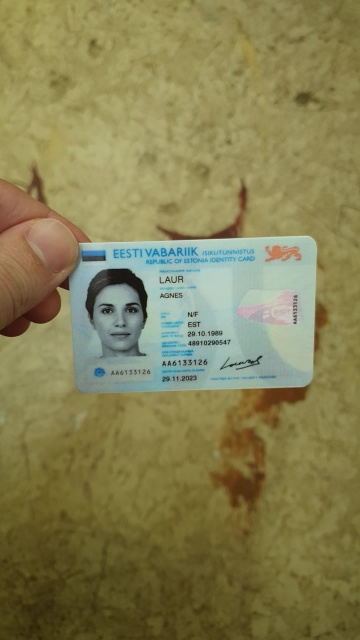 EESTI VABARIIK ISIKUTUNNISTUS
REPUBLIC OF ESTONIA IDENTITY CARD
LAUR
AGNES
N/F
EST
29.10.1989
48910290547
AA6133126
AA6133126
29.11.2023
AA6133126